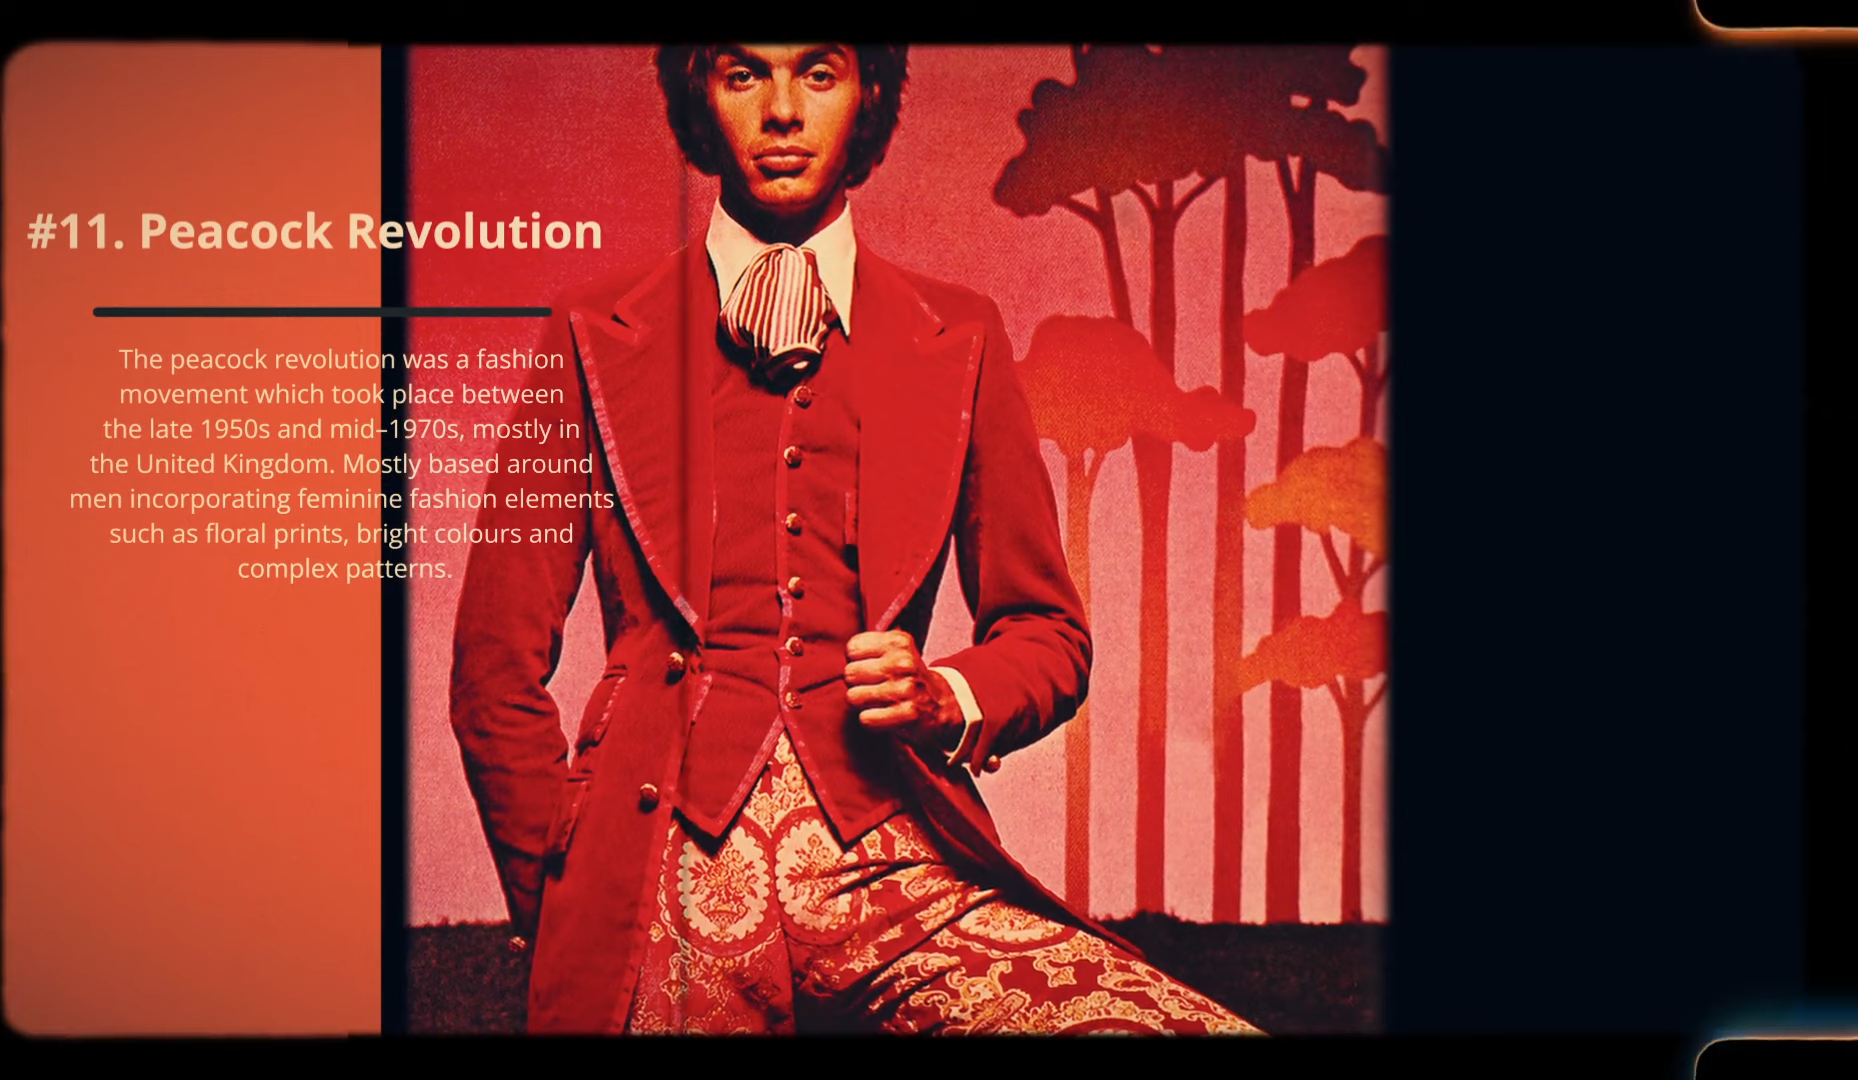 #11. Peacock Revolution
The peacock revolution was a fashion
movement which took place between
the late 1950s and mid–1970s, mostly in
the United Kingdom. Mostly based around
men incorporating feminine fashion elements
such as floral prints, bright colours and
complex patterns.